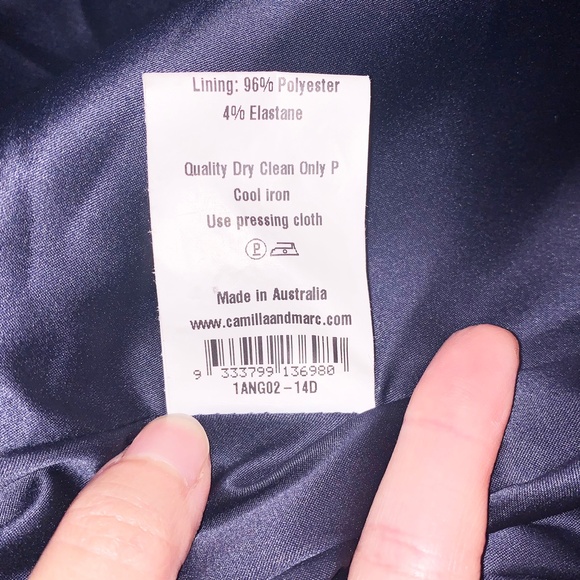 Lining: 96% Polyester
4% Elastane
Quality Dry Clean Only P
Cool iron
Use pressing cloth
P
Made in Australia
www.camillaandmarc.com
9 333799 136980
1ANG02-14D